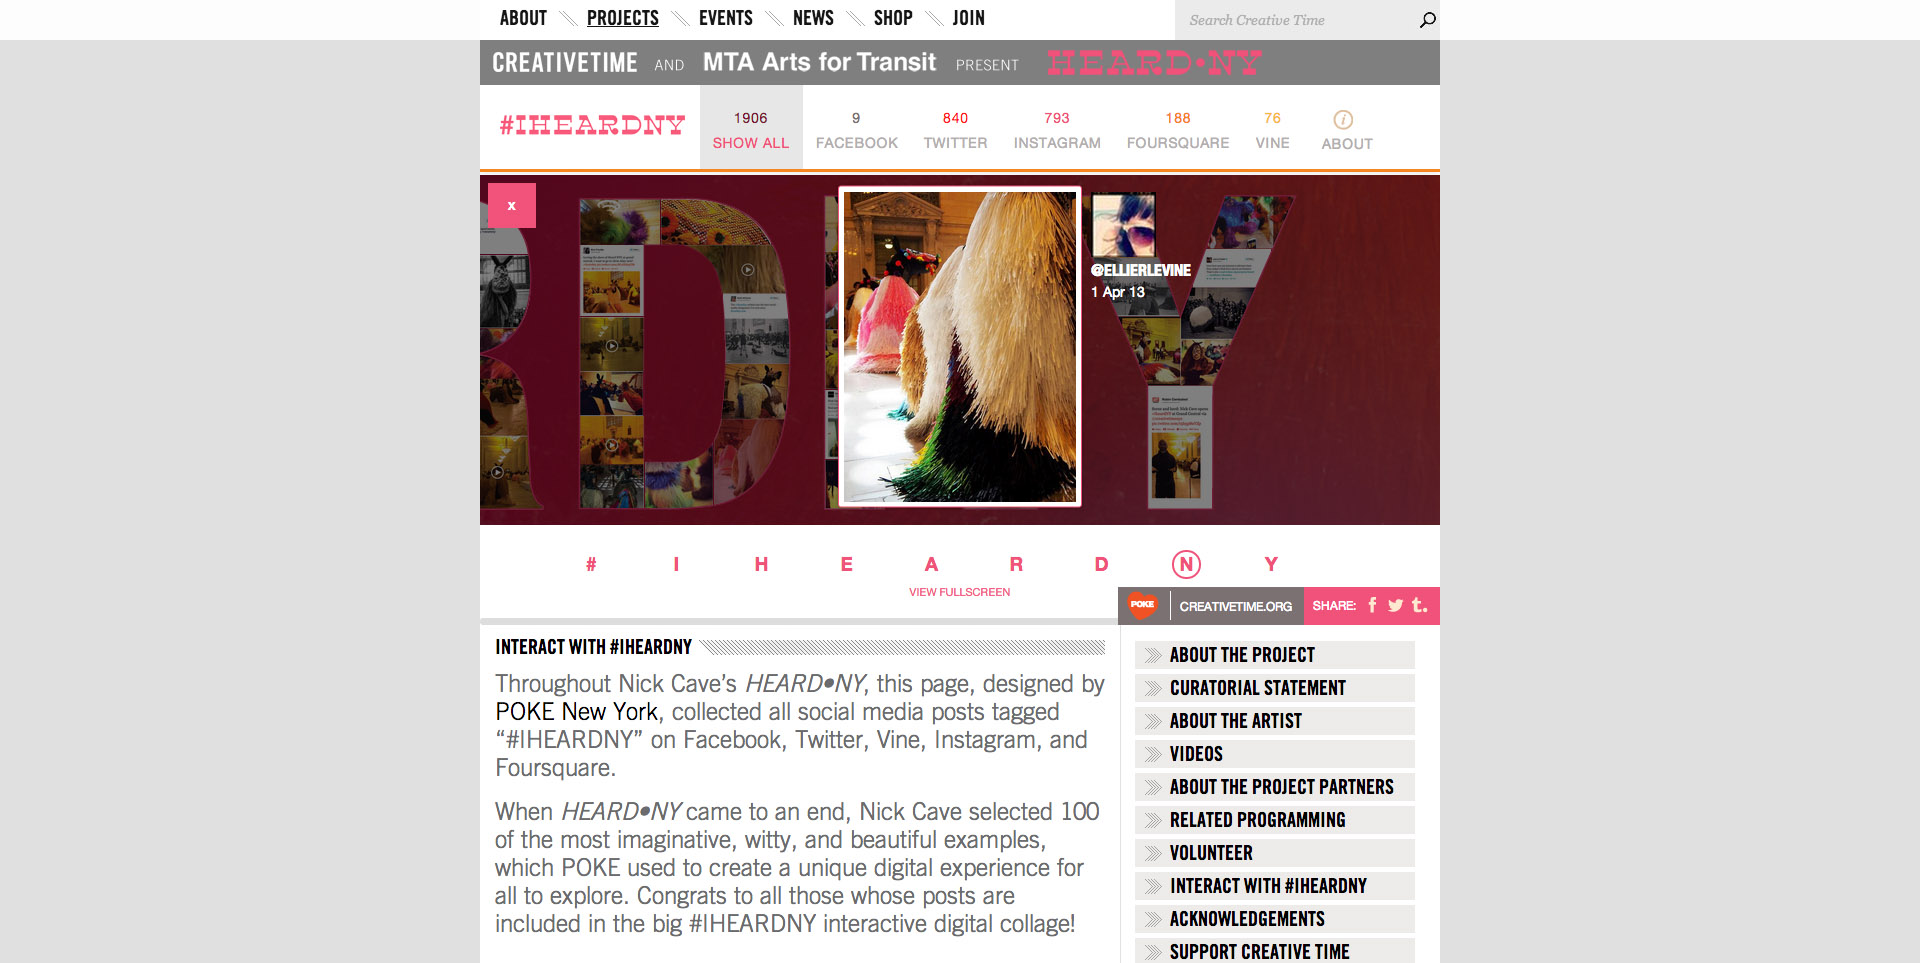 ABOUT PROJECTS EVENTS NEWS SHOP JOIN Search Creative Time
CREATIVETIME AND MTA Arts for Transit PRESENT HEARD•NY
#IHEARDNY
1906 9 840 793 188 76 i
SHOW ALL FACEBOOK TWITTER INSTAGRAM FOURSQUARE VINE ABOUT
x
@ELLIERLEVINE
1 Apr 13
# I H E A R D N Y
VIEW FULLSCREEN
POKE CREATIVETIME.ORG SHARE: f t.
INTERACT WITH #IHEARDNY
Throughout Nick Cave’s HEARD•NY, this page, designed by
POKE New York, collected all social media posts tagged
“#IHEARDNY” on Facebook, Twitter, Vine, Instagram, and
Foursquare.
When HEARD•NY came to an end, Nick Cave selected 100
of the most imaginative, witty, and beautiful examples,
which POKE used to create a unique digital experience for
all to explore. Congrats to all those whose posts are
included in the big #IHEARDNY interactive digital collage!
ABOUT THE PROJECT
CURATORIAL STATEMENT
ABOUT THE ARTIST
VIDEOS
ABOUT THE PROJECT PARTNERS
RELATED PROGRAMMING
VOLUNTEER
INTERACT WITH #IHEARDNY
ACKNOWLEDGEMENTS
SUPPORT CREATIVE TIME